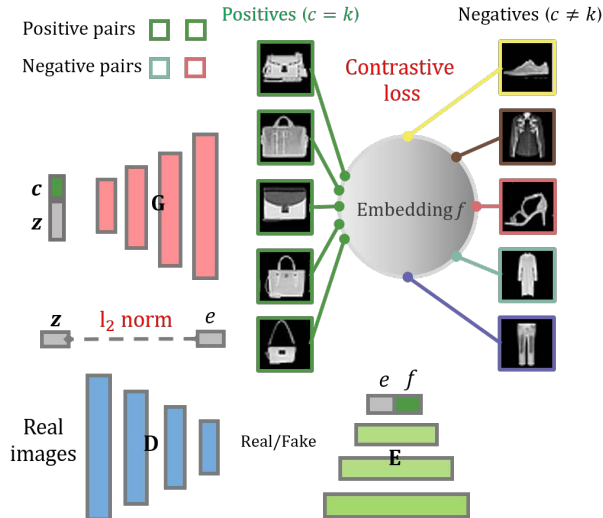 Positive pairs
Negative pairs
Positives (c = k)
Negatives (c ≠ k)
Contrastive
loss
c
z
G
Embedding f
z
l₂ norm
e
Real
images
D
Real/Fake
e
f
E